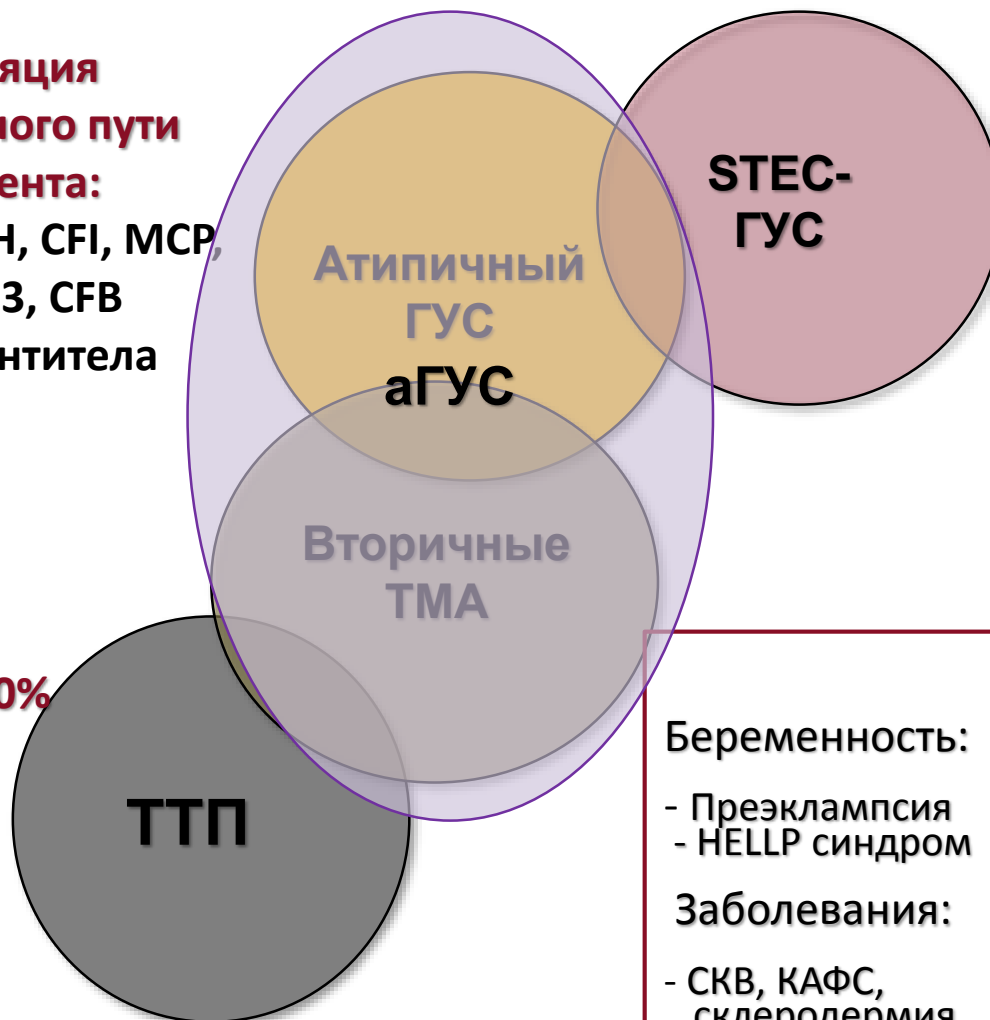 яция
ного пути
ента:
H, CFI, MCP,
3, CFB
нтитела
STEC-
ГУС
Атипичный
ГУС
аГУС
Вторичные
ТМА
0%
ТТП
Беременность:
- Преэклампсия
- HELLP синдром
Заболевания:
- СКВ, КАФС,
склеродермия